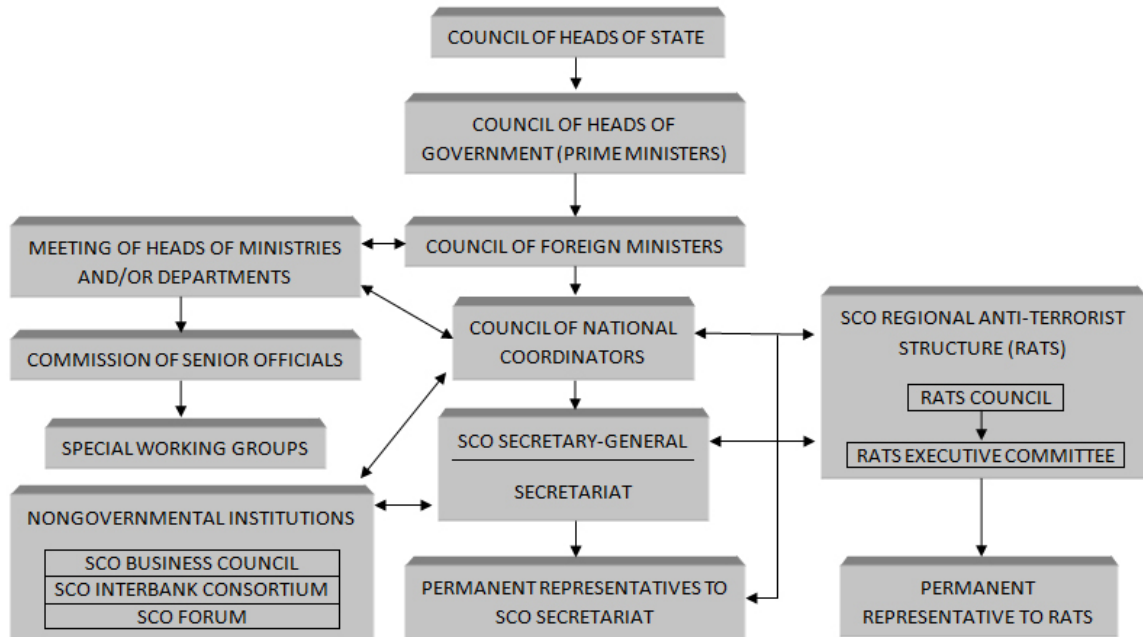 COUNCIL OF HEADS OF STATE
COUNCIL OF HEADS OF
GOVERNMENT (PRIME MINISTERS)
MEETING OF HEADS OF MINISTRIES
AND/OR DEPARTMENTS
COUNCIL OF FOREIGN MINISTERS
COMMISSION OF SENIOR OFFICIALS
SPECIAL WORKING GROUPS
COUNCIL OF NATIONAL
COORDINATORS
SCO REGIONAL ANTI-TERRORIST
STRUCTURE (RATS)
RATS COUNCIL
RATS EXECUTIVE COMMITTEE
SCO SECRETARY-GENERAL
SECRETARIAT
NONGOVERNMENTAL INSTITUTIONS
SCO BUSINESS COUNCIL
SCO INTERBANK CONSORTIUM
SCO FORUM
PERMANENT REPRESENTATIVES TO
SCO SECRETARIAT
PERMANENT
REPRESENTATIVE TO RATS